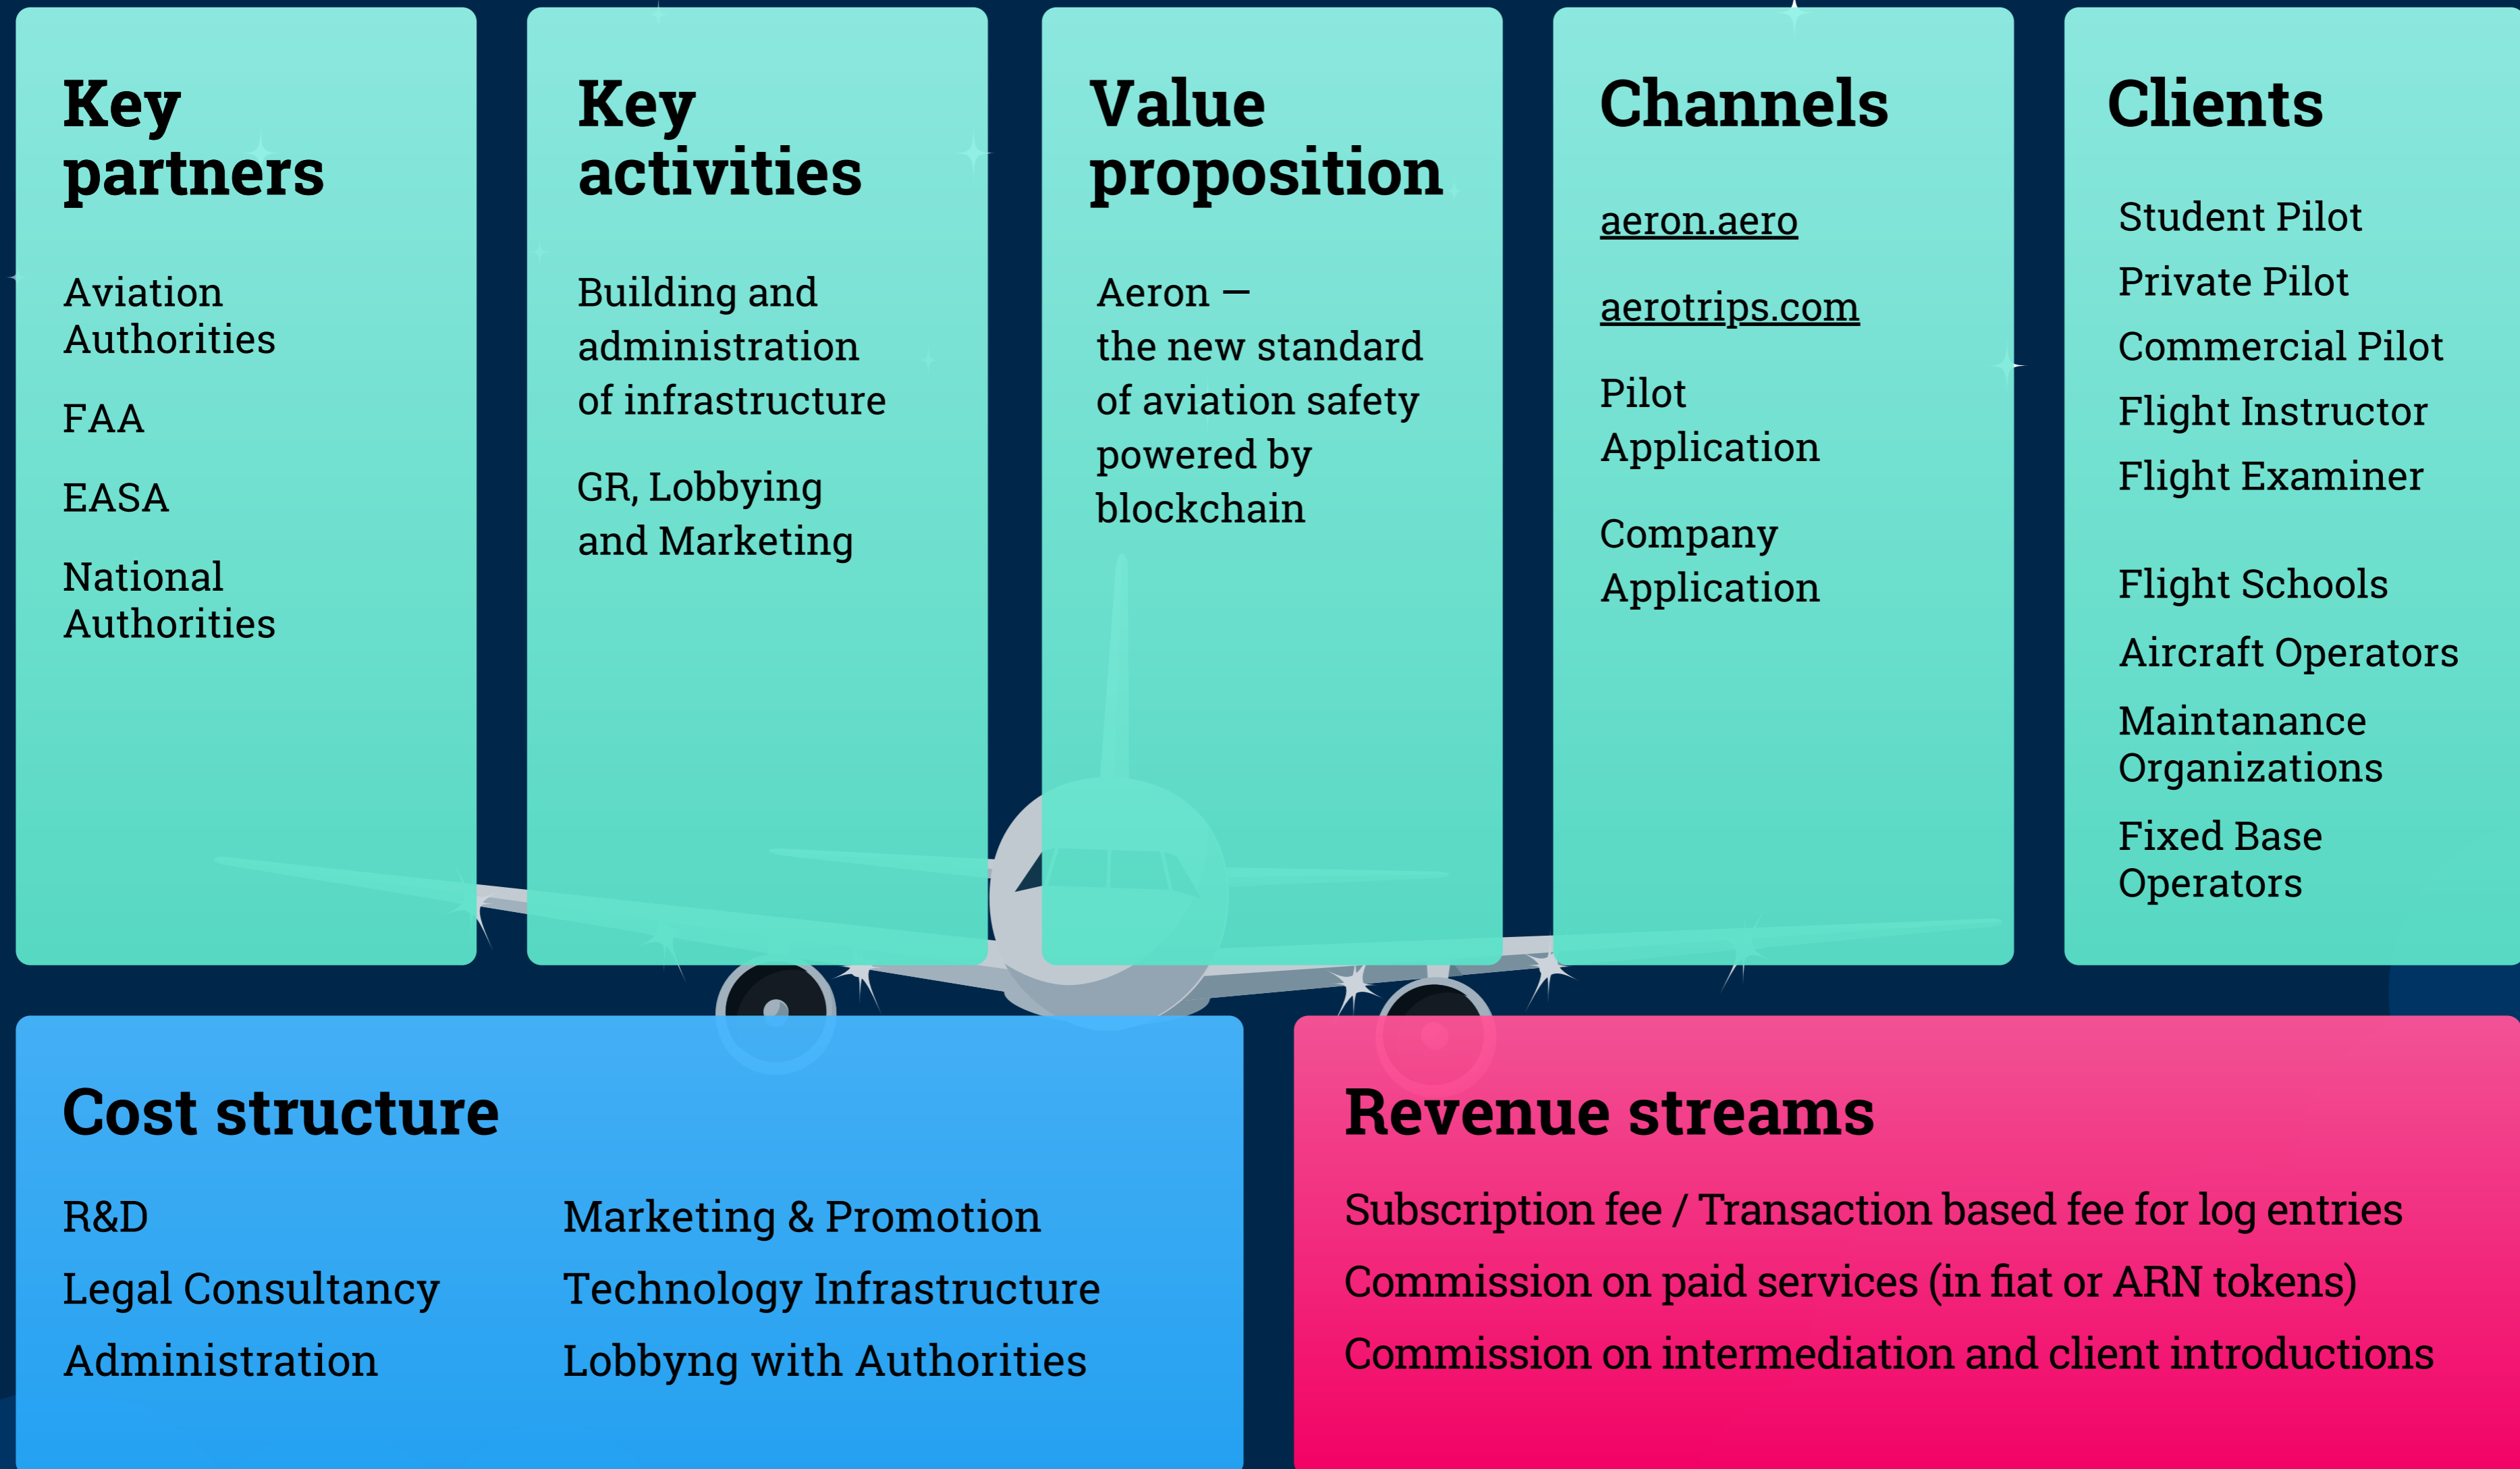 Key
partners
Aviation
Authorities
FAA
EASA
National
Authorities
Key
activities
Building and
administration
of infrastructure
GR, Lobbying
and Marketing
Value
proposition
Aeron —
the new standard
of aviation safety
powered by
blockchain
Channels
aeron.aero
aerotrips.com
Pilot
Application
Company
Application
Clients
Student Pilot
Private Pilot
Commercial Pilot
Flight Instructor
Flight Examiner
Flight Schools
Aircraft Operators
Maintanance
Organizations
Fixed Base
Operators
Cost structure
R&D
Legal Consultancy
Administration
Marketing & Promotion
Technology Infrastructure
Lobbyng with Authorities
Revenue streams
Subscription fee / Transaction based fee for log entries
Commission on paid services (in fiat or ARN tokens)
Commission on intermediation and client introductions